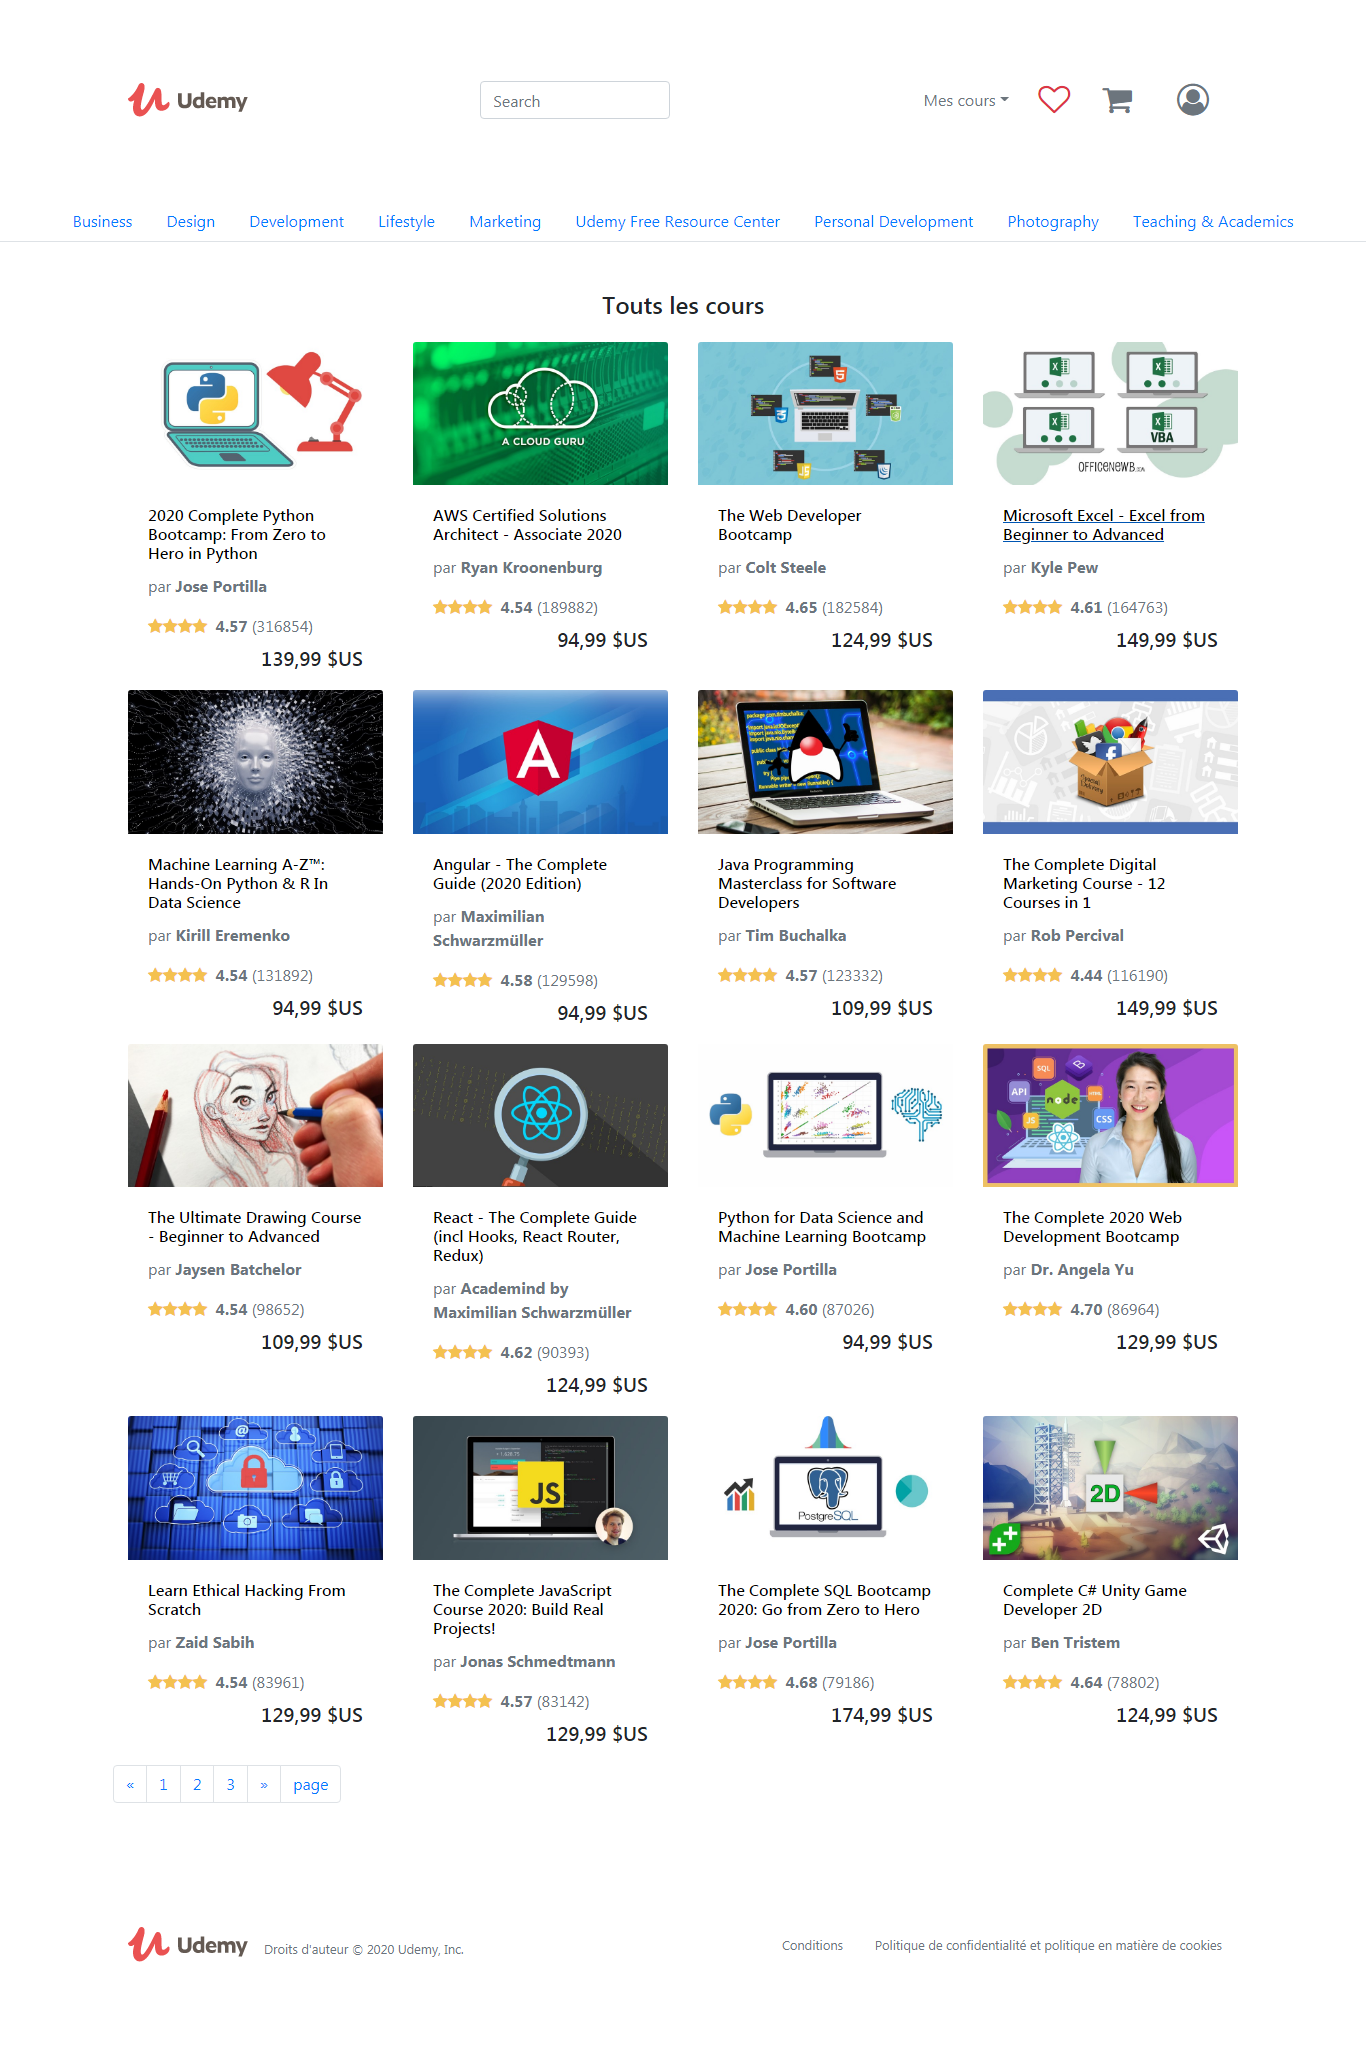 Udemy
Search
Mes cours
Business Design Development Lifestyle Marketing Udemy Free Resource Center Personal Development Photography Teaching & Academics
Touts les cours
A CLOUD GURU
VBA
OFFICENEWB.COM
2020 Complete Python
Bootcamp: From Zero to
Hero in Python
par Jose Portilla
4.57 (316854)
139,99 $US
AWS Certified Solutions
Architect - Associate 2020
par Ryan Kroonenburg
4.54 (189882)
94,99 $US
The Web Developer
Bootcamp
par Colt Steele
4.65 (182584)
124,99 $US
Microsoft Excel - Excel from
Beginner to Advanced
par Kyle Pew
4.61 (164763)
149,99 $US
Machine Learning A-Z™:
Hands-On Python & R In
Data Science
par Kirill Eremenko
4.54 (131892)
94,99 $US
A
Angular - The Complete
Guide (2020 Edition)
par Maximilian
Schwarzmüller
4.58 (129598)
94,99 $US
Java Programming
Masterclass for Software
Developers
par Tim Buchalka
4.57 (123332)
109,99 $US
The Complete Digital
Marketing Course - 12
Courses in 1
par Rob Percival
4.44 (116190)
149,99 $US
The Ultimate Drawing Course
- Beginner to Advanced
par Jaysen Batchelor
4.54 (98652)
109,99 $US
React - The Complete Guide
(incl Hooks, React Router,
Redux)
par Academind by
Maximilian Schwarzmüller
4.62 (90393)
124,99 $US
Python for Data Science and
Machine Learning Bootcamp
par Jose Portilla
4.60 (87026)
94,99 $US
SQL
API
node
JS
CSS
The Complete 2020 Web
Development Bootcamp
par Dr. Angela Yu
4.70 (86964)
129,99 $US
Learn Ethical Hacking From
Scratch
par Zaid Sabih
4.54 (83961)
129,99 $US
JS
The Complete JavaScript
Course 2020: Build Real
Projects!
par Jonas Schmedtmann
4.57 (83142)
129,99 $US
PostgreSQL
The Complete SQL Bootcamp
2020: Go from Zero to Hero
par Jose Portilla
4.68 (79186)
174,99 $US
2D
Complete C# Unity Game
Developer 2D
par Ben Tristem
4.64 (78802)
124,99 $US
« 1 2 3 » page
Udemy Droits d'auteur © 2020 Udemy, Inc.
Conditions Politique de confidentialité et politique en matière de cookies